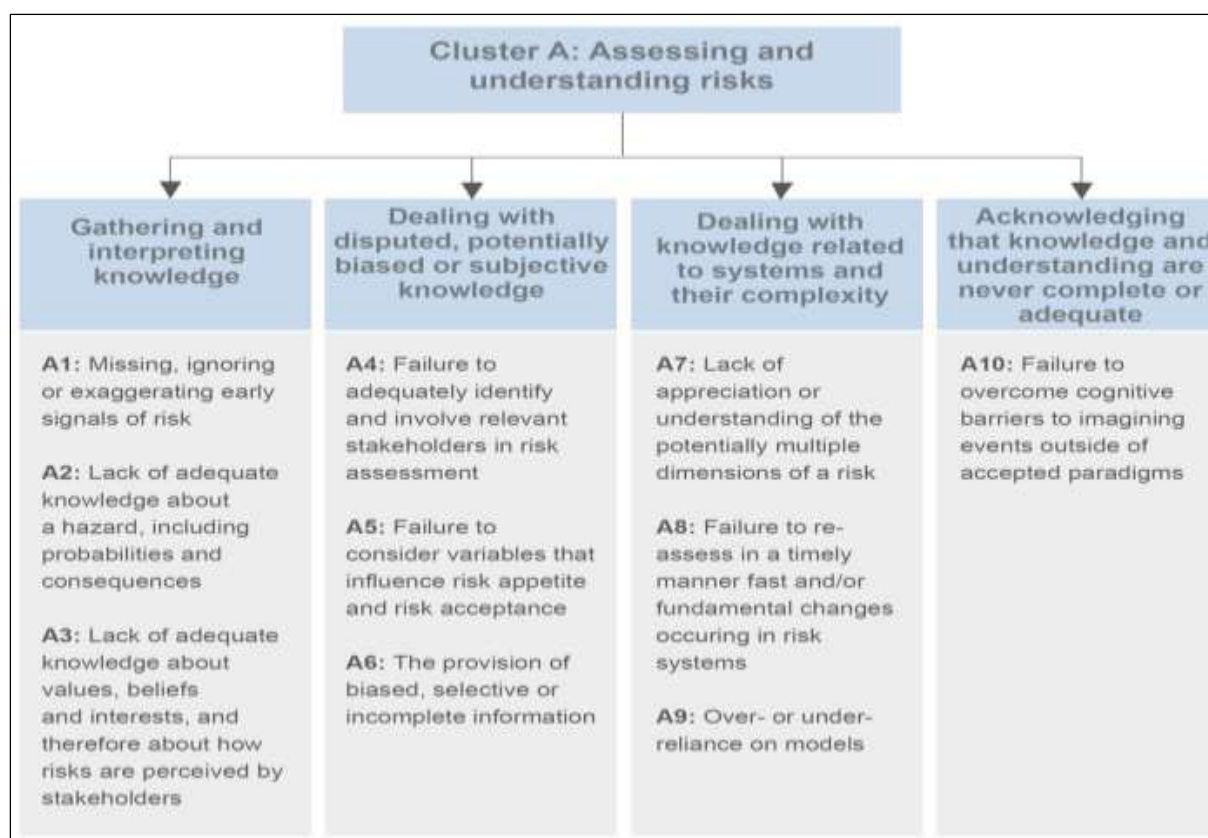 Cluster A: Assessing and
understanding risks
Gathering and
interpreting
knowledge
A1: Missing, ignoring
or exaggerating early
signals of risk
A2: Lack of adequate
knowledge about
a hazard, including
probabilities and
consequences
A3: Lack of adequate
knowledge about
values, beliefs
and interests, and
therefore about how
risks are perceived by
stakeholders
Dealing with
disputed, potentially
biased or subjective
knowledge
A4: Failure to
adequately identify
and involve relevant
stakeholders in risk
assessment
A5: Failure to
consider variables that
influence risk appetite
and risk acceptance
A6: The provision of
biased, selective or
incomplete information
Dealing with
knowledge related
to systems and
their complexity
A7: Lack of
appreciation or
understanding of the
potentially multiple
dimensions of a risk
A8: Failure to re-
assess in a timely
manner fast and/or
fundamental changes
occuring in risk
systems
A9: Over- or under-
reliance on models
Acknowledging
that knowledge and
understanding are
never complete or
adequate
A10: Failure to
overcome cognitive
barriers to imagining
events outside of
accepted paradigms